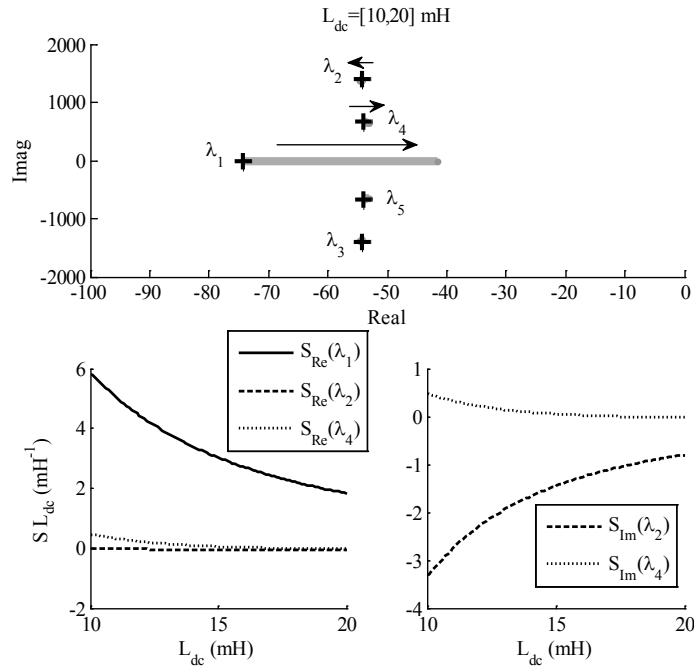 L_dc=[10,20] mH
2000
1000
0
-1000
-2000
Imag
λ_2
λ_4
λ_1
λ_5
λ_3
-100 -90 -80 -70 -60 -50 -40 -30 -20 -10 0
Real
S_Re(λ_1)
S_Re(λ_2)
S_Re(λ_4)
6
4
2
0
-2
S L_dc (mH^-1)
10 15 20
L_dc (mH)
1
0
-1
-2
-3
-4
S_Im(λ_2)
S_Im(λ_4)
10 15 20
L_dc (mH)